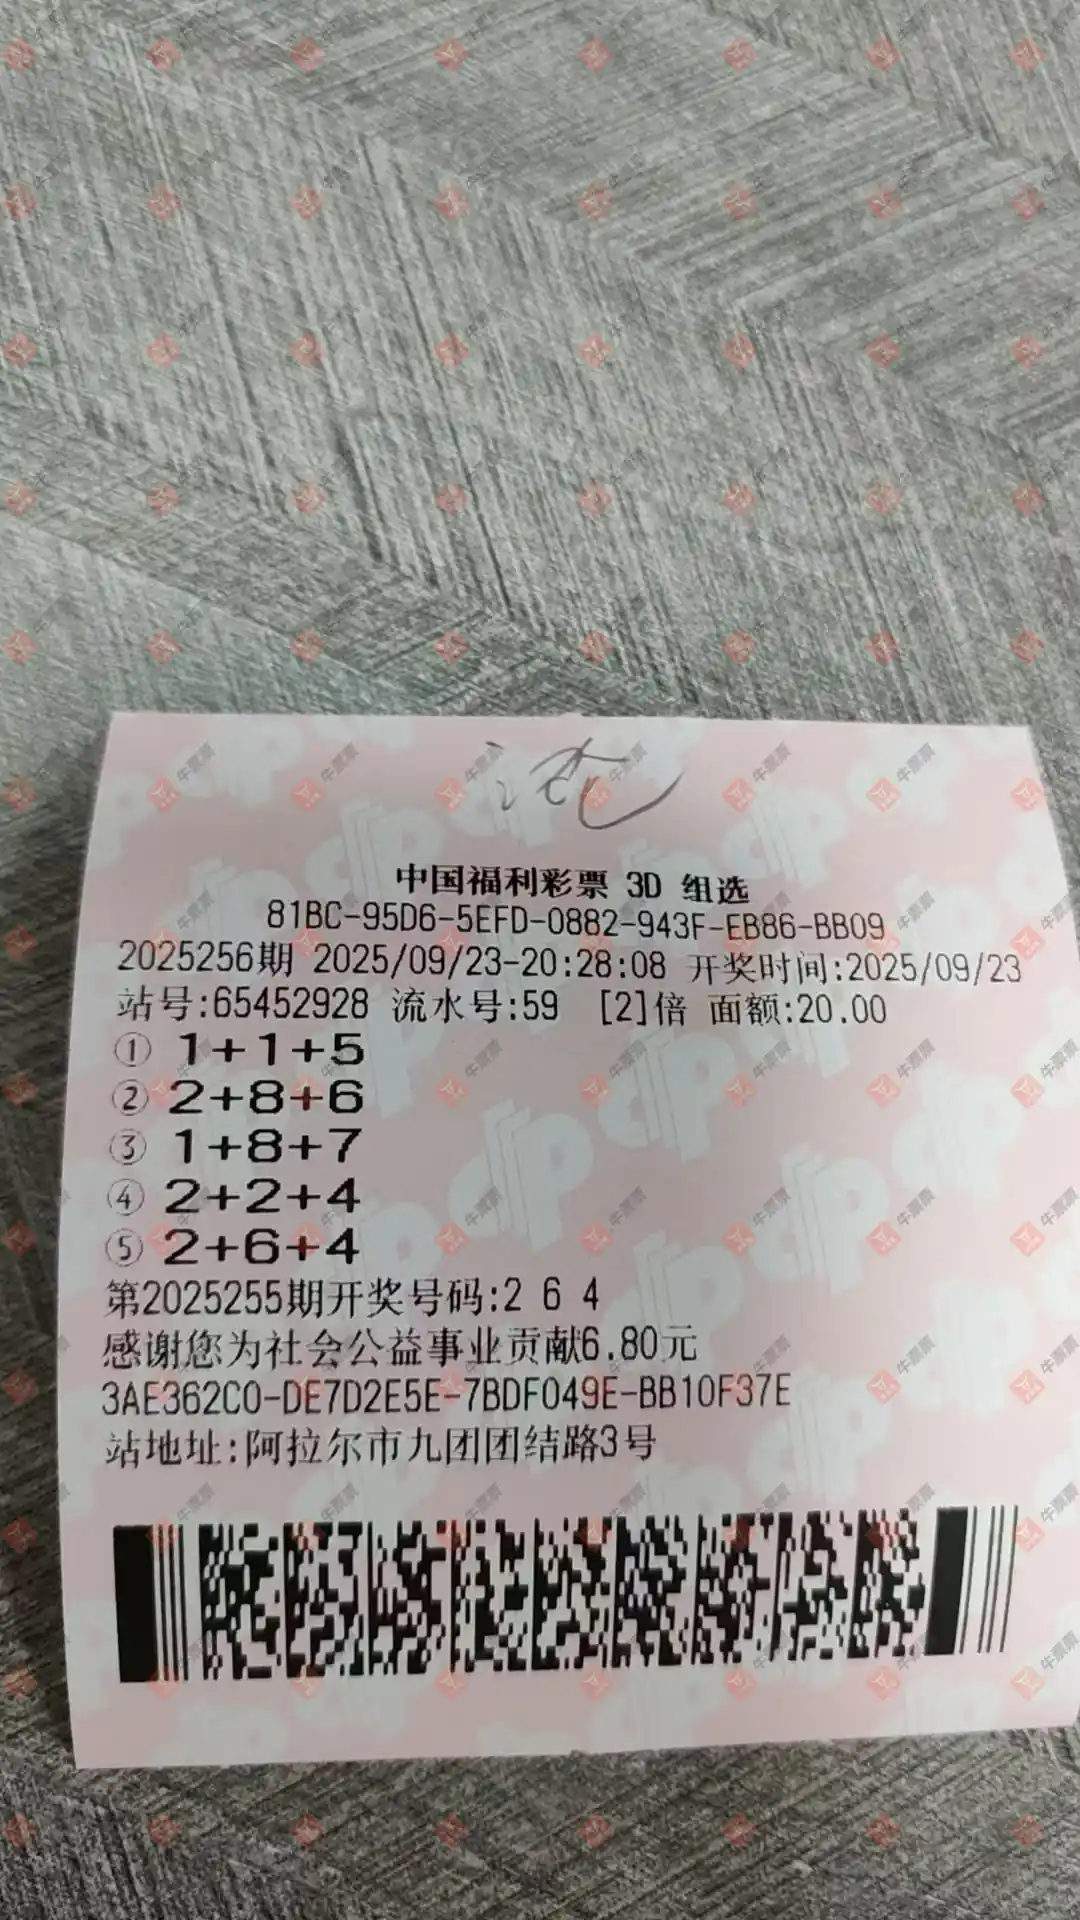 中国福利彩票 3D 组选
81BC-95D6-5EFD-0882-943F-EB86-BB09
2025256期 2025/09/23-20:28:08 开奖时间:2025/09/23
站号:65452928 流水号:59 [2]倍 面额:20.00
① 1+1+5
② 2+8+6
③ 1+8+7
④ 2+2+4
⑤ 2+6+4
第2025255期开奖号码:2 6 4
感谢您为社会公益事业贡献6.80元
3AE362C0-DE7D2E5E-7BDF049E-BB10F37E
站地址:阿拉尔市九团团结路3号